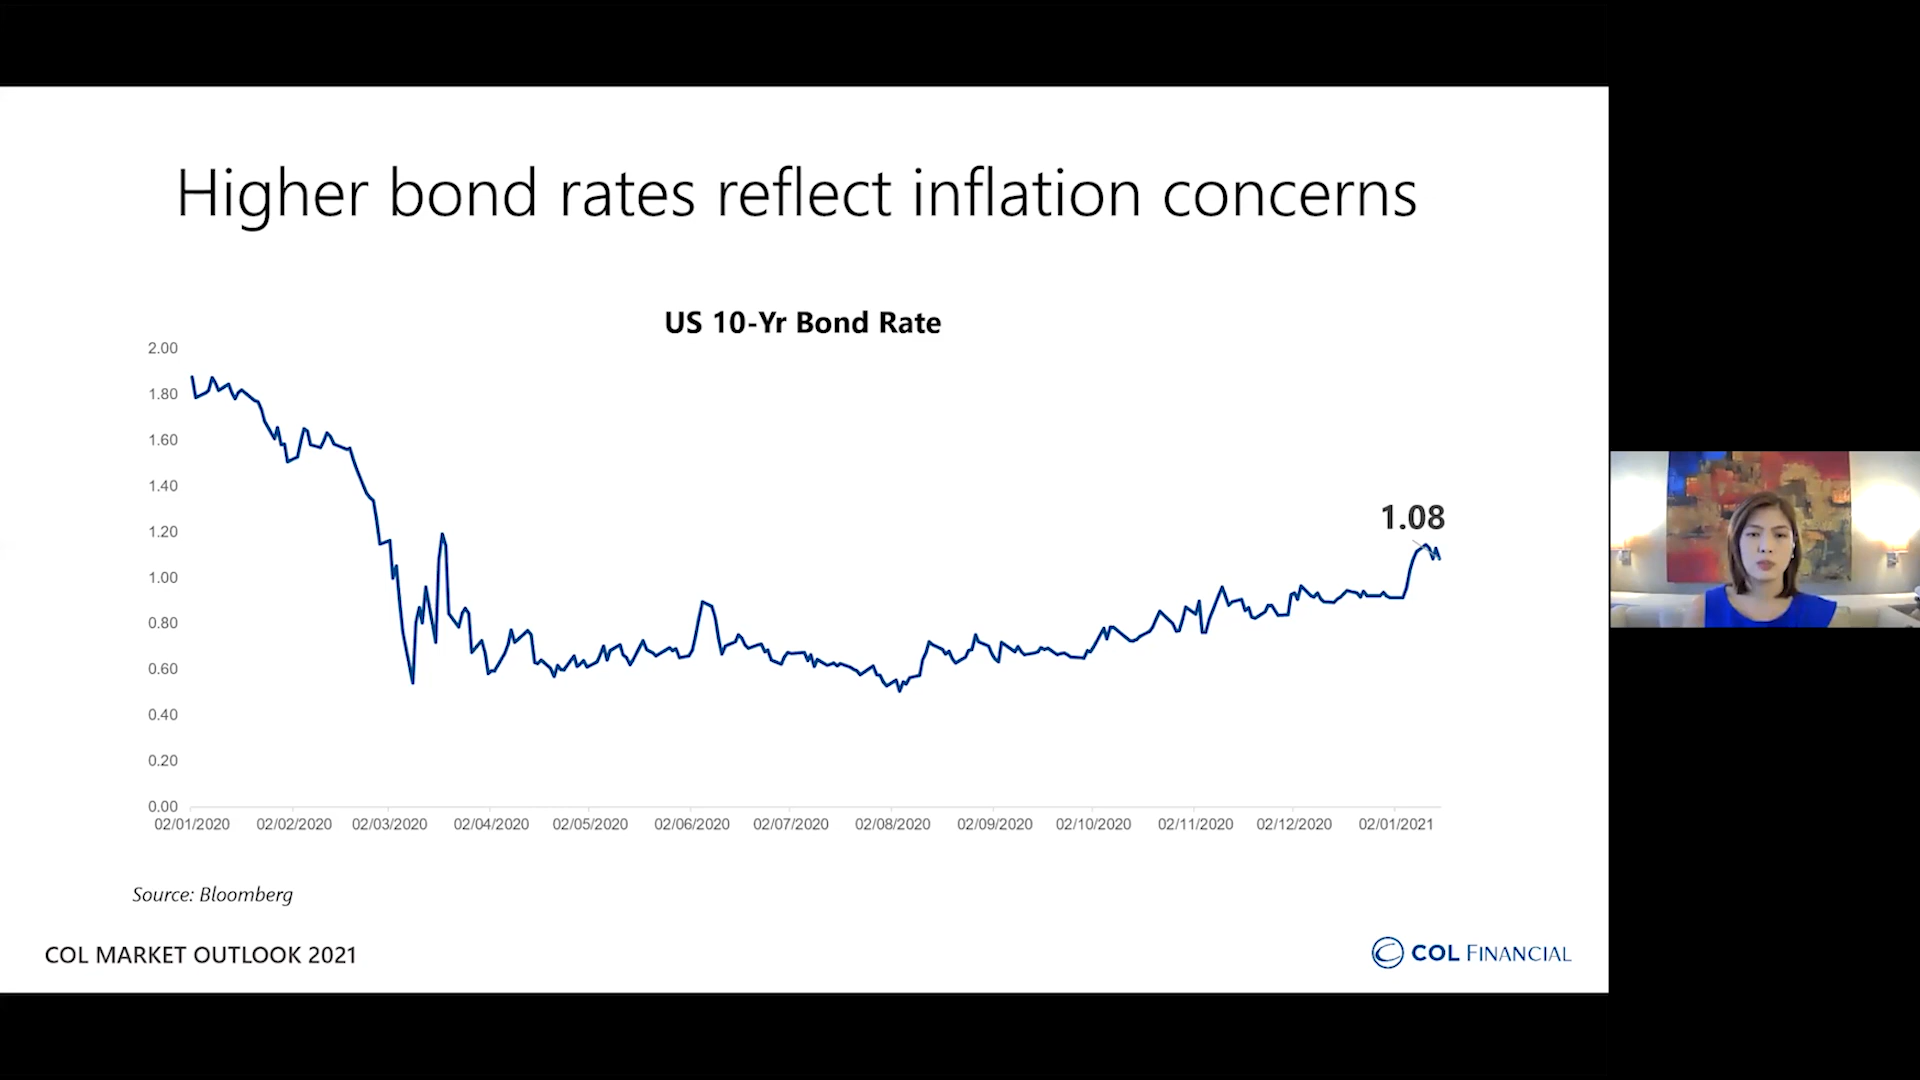 Higher bond rates reflect inflation concerns
US 10-Yr Bond Rate
2.00
1.80
1.60
1.40
1.20
1.00
0.80
0.60
0.40
0.20
0.00
1.08
02/01/2020 02/02/2020 02/03/2020 02/04/2020 02/05/2020 02/06/2020 02/07/2020 02/08/2020 02/09/2020 02/10/2020 02/11/2020 02/12/2020 02/01/2021
Source: Bloomberg
COL MARKET OUTLOOK 2021
COL FINANCIAL